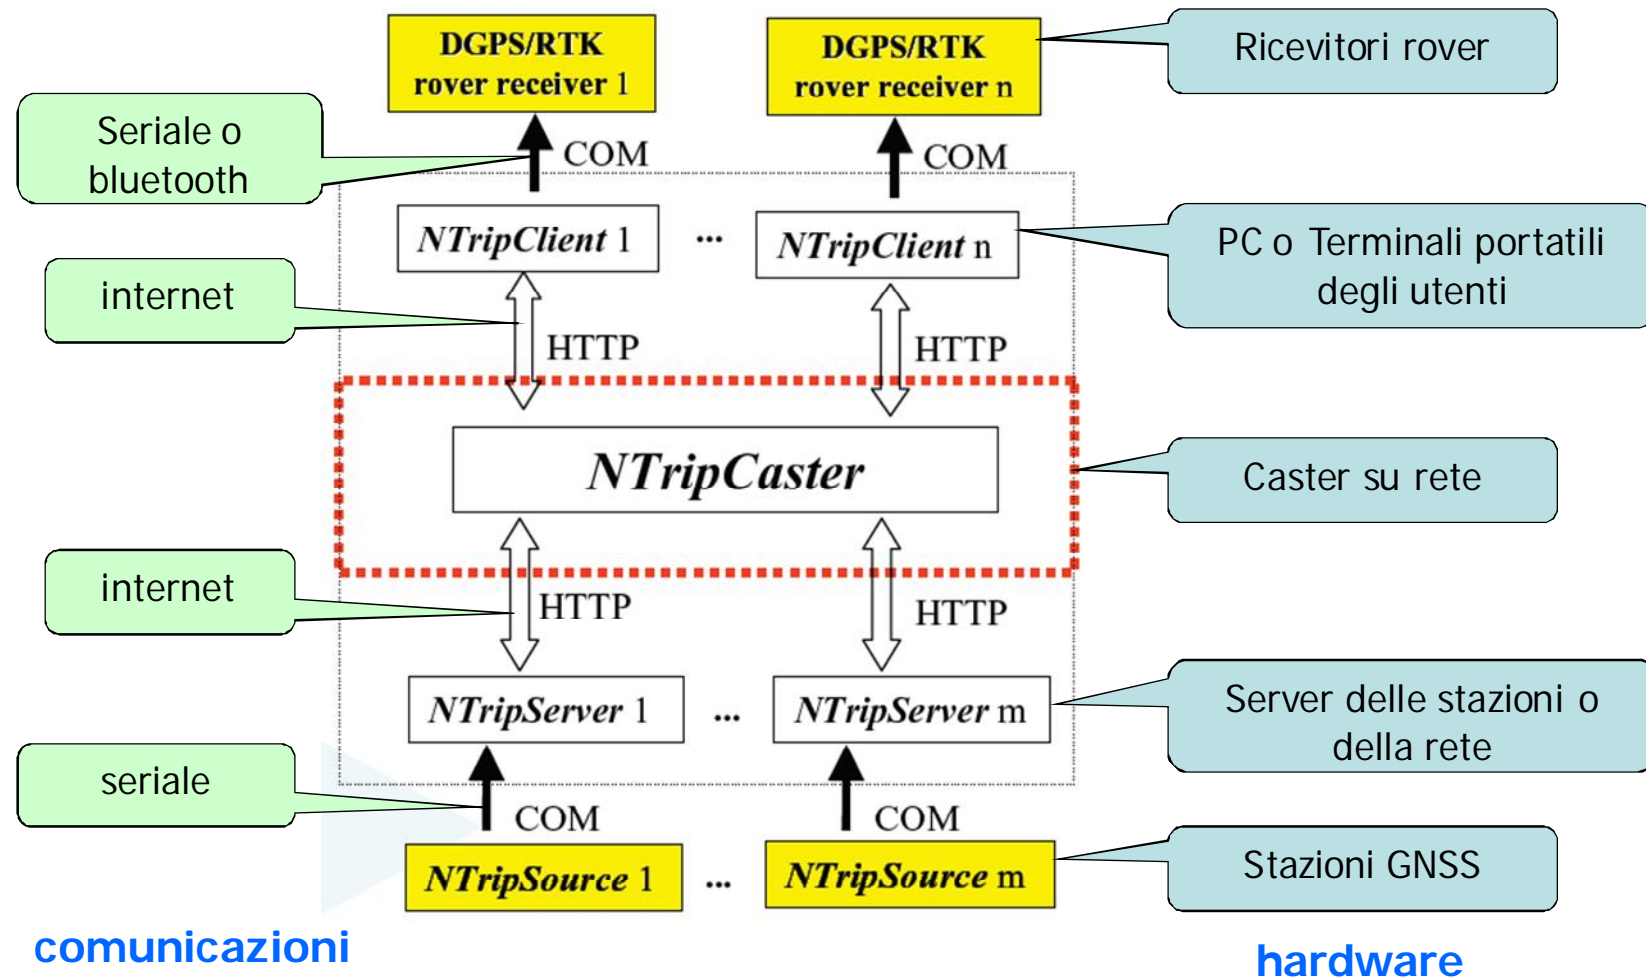 DGPS/RTK
rover receiver 1
DGPS/RTK
rover receiver n
Ricevitori rover
Seriale o
bluetooth
COM
COM
NTripClient 1
...
NTripClient n
PC o Terminali portatili
degli utenti
internet
HTTP
HTTP
NTripCaster
Caster su rete
internet
HTTP
HTTP
NTripServer 1
...
NTripServer m
Server delle stazioni o
della rete
seriale
COM
COM
NTripSource 1
...
NTripSource m
Stazioni GNSS
comunicazioni
hardware